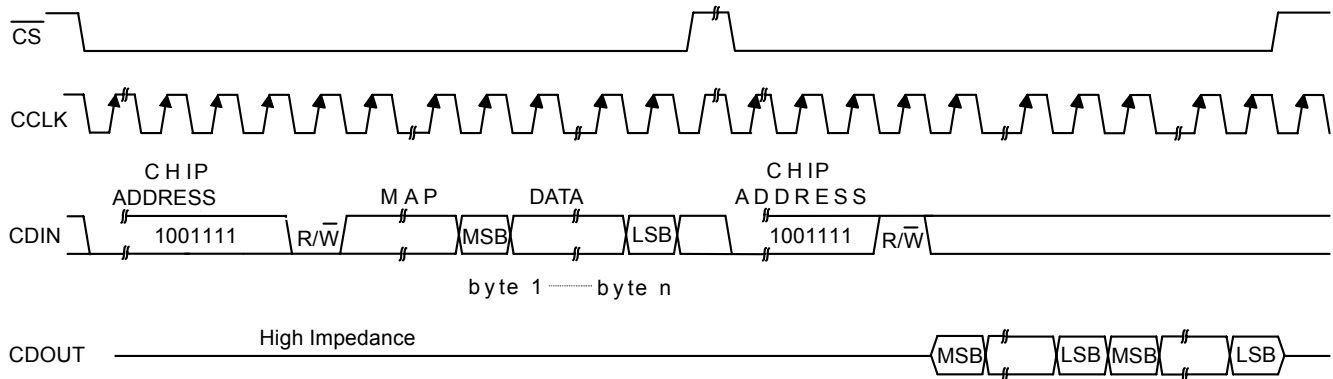 CS
CCLK
CHIP
ADDRESS
MAP
DATA
CHIP
ADDRESS
CDIN
1001111
R/W
MSB
LSB
1001111
R/W
byte 1
byte n
High Impedance
CDOUT
MSB
LSB
MSB
LSB